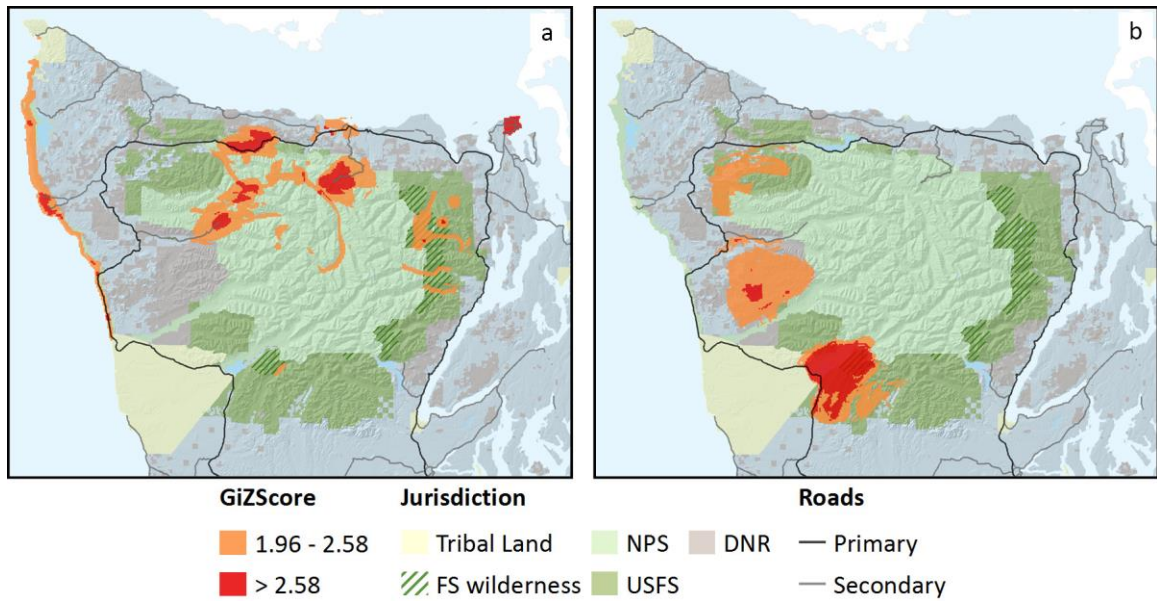 a
b
GiZScore Jurisdiction Roads
1.96 - 2.58 Tribal Land NPS DNR Primary
> 2.58 FS wilderness USFS Secondary